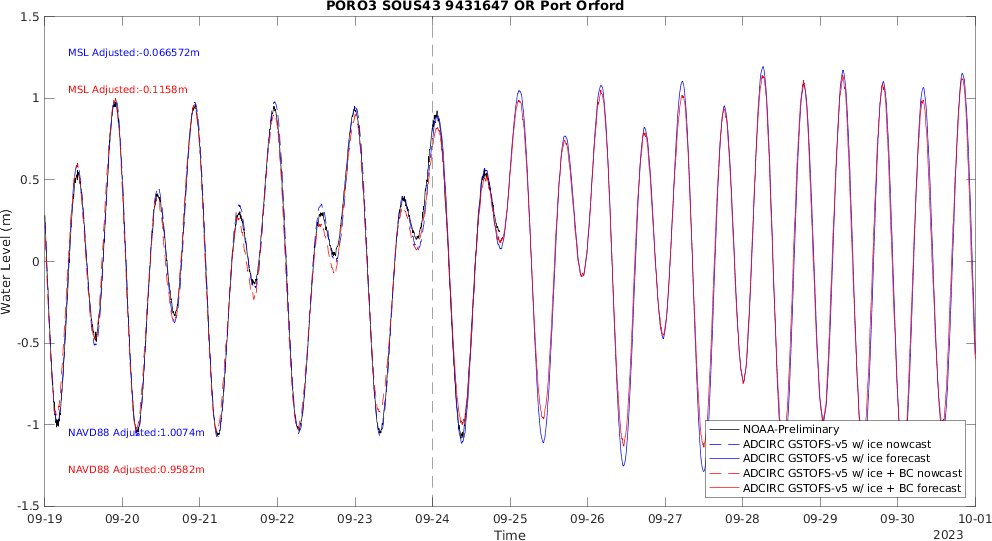 PORO3 SOUS43 9431647 OR Port Orford
1.5
1
0.5
0
-0.5
-1
-1.5
Water Level (m)
MSL Adjusted:-0.066572m
MSL Adjusted:-0.1158m
NAVD88 Adjusted:1.0074m
NAVD88 Adjusted:0.9582m
NOAA-Preliminary
ADCIRC GSTOFS-v5 w/ ice nowcast
ADCIRC GSTOFS-v5 w/ ice forecast
ADCIRC GSTOFS-v5 w/ ice + BC nowcast
ADCIRC GSTOFS-v5 w/ ice + BC forecast
09-19 09-20 09-21 09-22 09-23 09-24 09-25 09-26 09-27 09-28 09-29 09-30 10-01
Time
2023